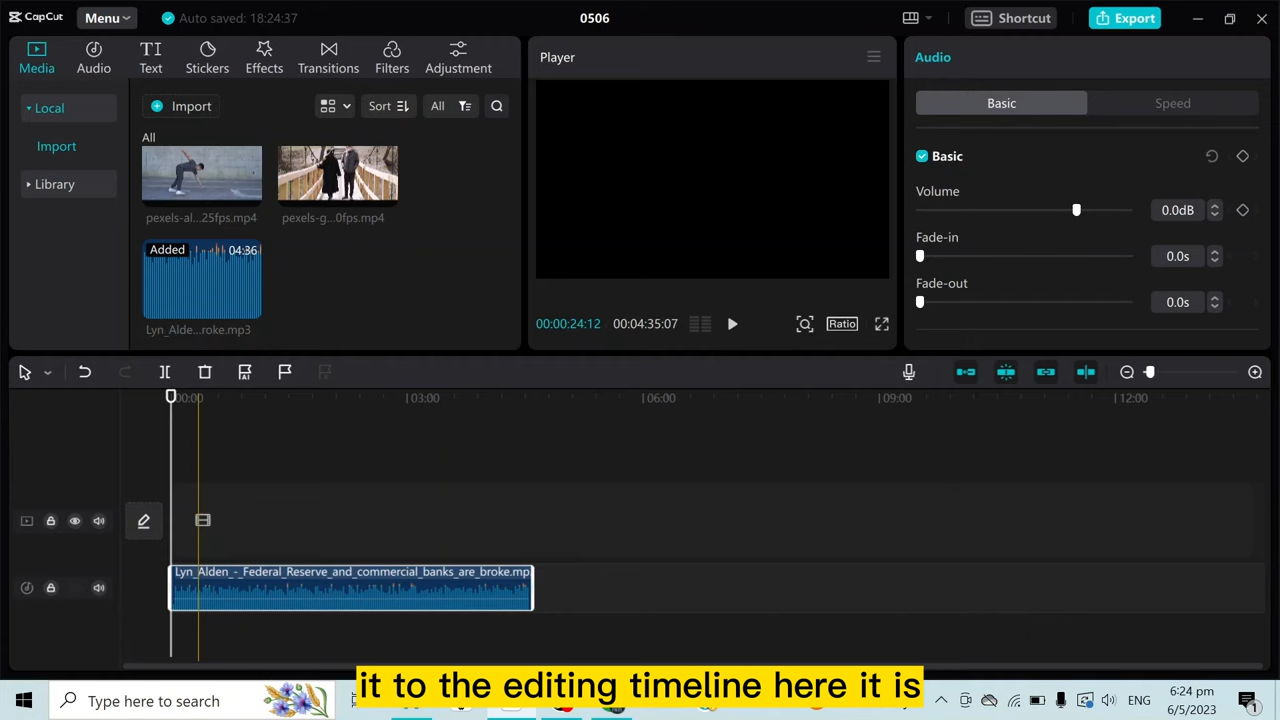 CapCut
Menu
Auto saved: 18:24:37
0506
Shortcut
Export
Media
Audio
Text
Stickers
Effects
Transitions
Filters
Adjustment
Local
Import
Library
Import
Sort
All
All
pexels-al...25fps.mp4
pexels-g...0fps.mp4
Added
04:36
Lyn_Alde...roke.mp3
Player
00:00:24:12
00:04:35:07
Ratio
Audio
Basic
Speed
Basic
Volume
0.0dB
Fade-in
0.0s
Fade-out
0.0s
00:00
03:00
06:00
09:00
12:00
Lyn_Alden_-_Federal_Reserve_and_commercial_banks_are_broke.mp
it to the editing timeline here it is
Type here to search
ENG
6:24 pm
6/5/2023
1